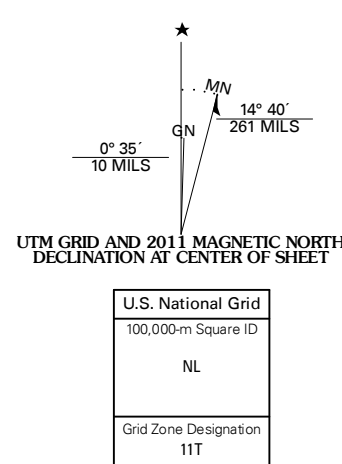 MN
GN
14° 40´
261 MILS
0° 35´
10 MILS
UTM GRID AND 2011 MAGNETIC NORTH
DECLINATION AT CENTER OF SHEET
U.S. National Grid
100,000-m Square ID
NL
Grid Zone Designation
11T